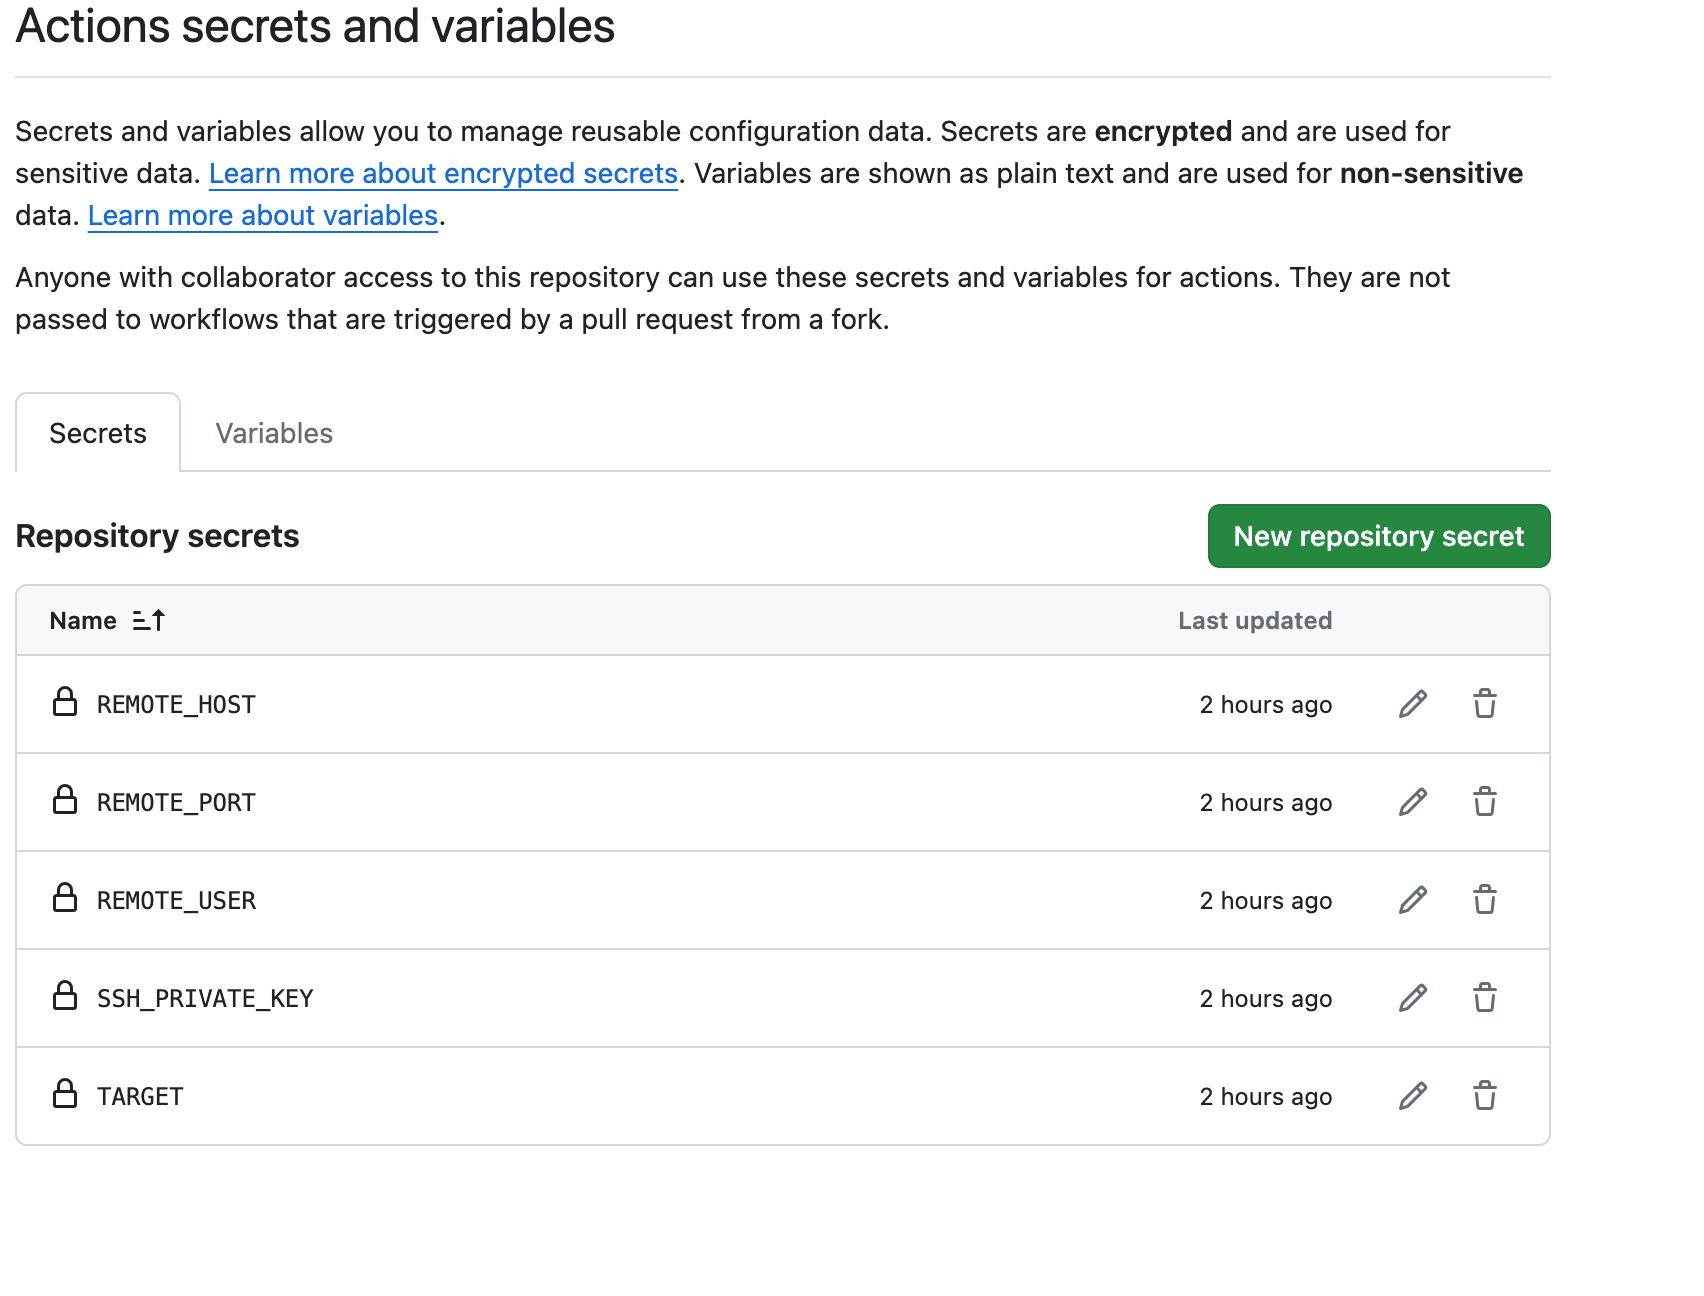 Actions secrets and variables
Secrets and variables allow you to manage reusable configuration data. Secrets are encrypted and are used for
sensitive data. Learn more about encrypted secrets. Variables are shown as plain text and are used for non-sensitive
data. Learn more about variables.
Anyone with collaborator access to this repository can use these secrets and variables for actions. They are not
passed to workflows that are triggered by a pull request from a fork.
Secrets Variables
Repository secrets New repository secret
Name Last updated
REMOTE_HOST 2 hours ago
REMOTE_PORT 2 hours ago
REMOTE_USER 2 hours ago
SSH_PRIVATE_KEY 2 hours ago
TARGET 2 hours ago